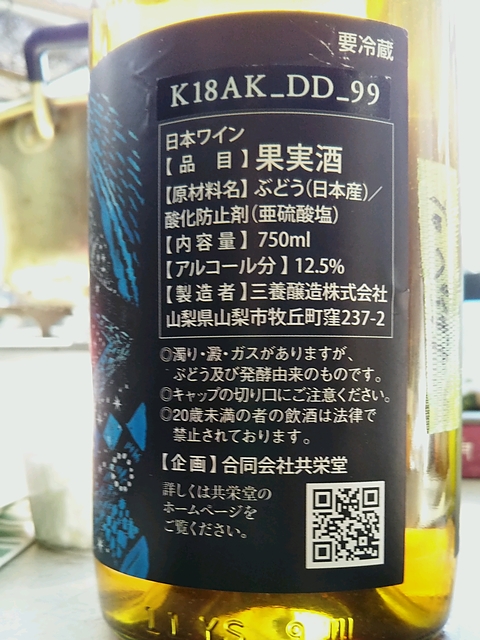 要冷蔵
K18AK_DD_99
日本ワイン
【品 目】果実酒
【原材料名】ぶどう(日本産)／
酸化防止剤(亜硫酸塩)
【内容量】750ml
【アルコール分】12.5%
【製造者】三養醸造株式会社
山梨県山梨市牧丘町窪237-2
◎濁り・澱・ガスがありますが、
ぶどう及び発酵由来のものです。
◎キャップの切り口にご注意ください。
◎20歳未満の者の飲酒は法律で
禁止されております。
【企画】合同会社共栄堂
詳しくは共栄堂の
ホームページを
ご覧ください。